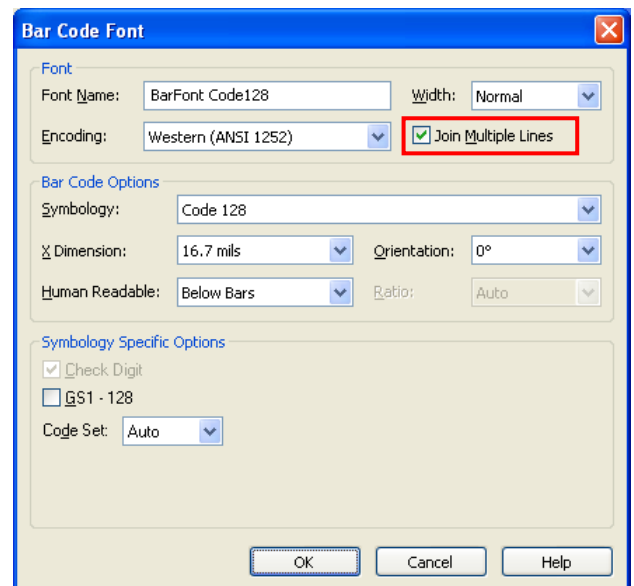 Bar Code Font
Font
Font Name: BarFont Code128 Width: Normal
Encoding: Western (ANSI 1252) Join Multiple Lines
Bar Code Options
Symbology: Code 128
X Dimension: 16.7 mils Orientation: 0°
Human Readable: Below Bars Ratio: Auto
Symbology Specific Options
Check Digit
GS1 - 128
Code Set: Auto
OK Cancel Help